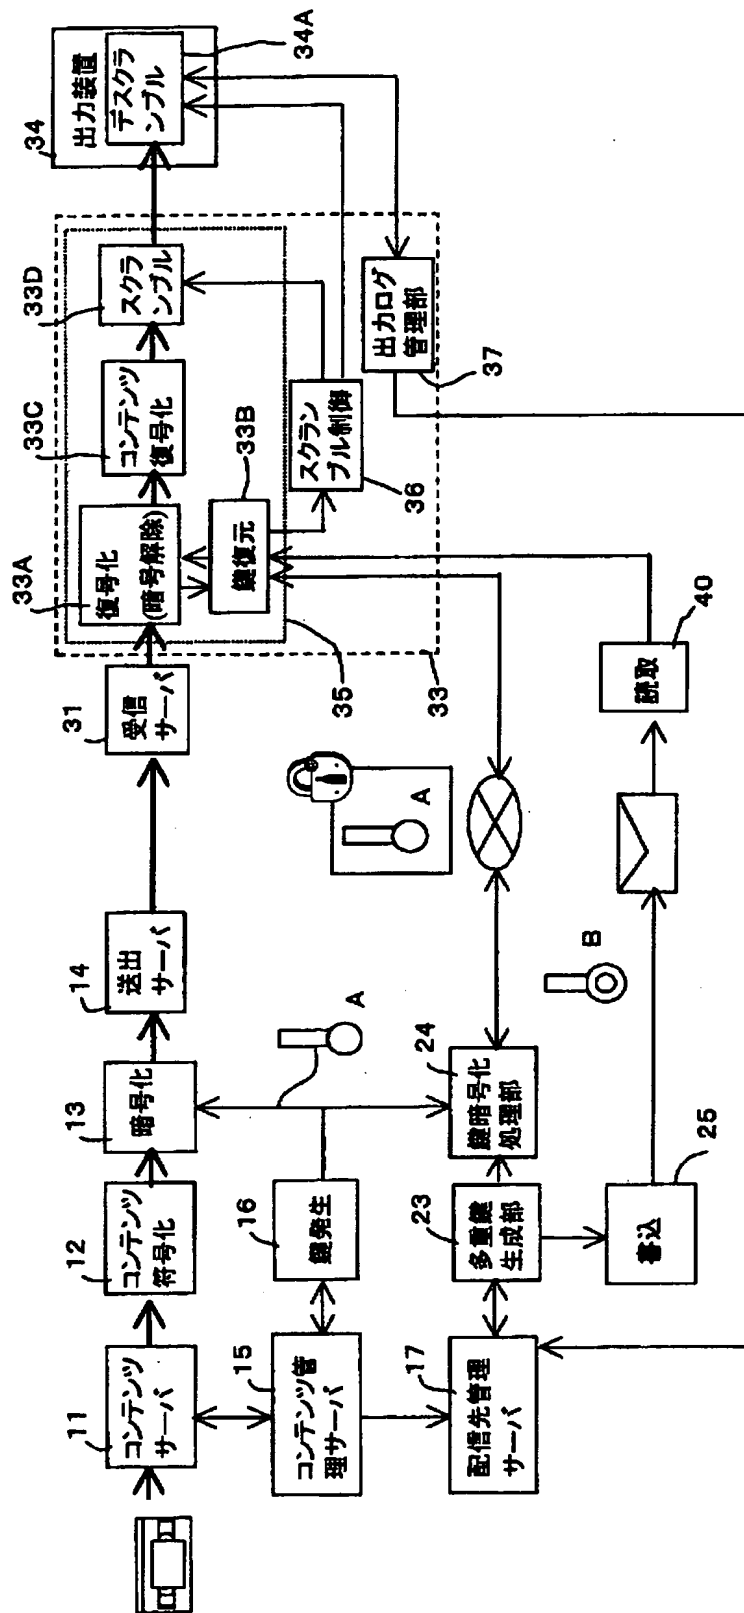 11
コンテンツ
サーバ
12
コンテンツ
符号化
13
暗号化
14
送出
サーバ
31
受信
サーバ
33A
復号化
(暗号解除)
33C
コンテンツ
復号化
33D
スクラ
ンブル
34
出力装置
デスクラ
ンブル
34A
33B
鍵復元
35
33
スクラン
ブル制御
36
出力ログ
管理部
37
15
コンテンツ管
理サーバ
16
鍵発生
A
A
17
配信先管理
サーバ
23
多重鍵
生成部
24
鍵暗号化
処理部
書込
25
B
読取
40